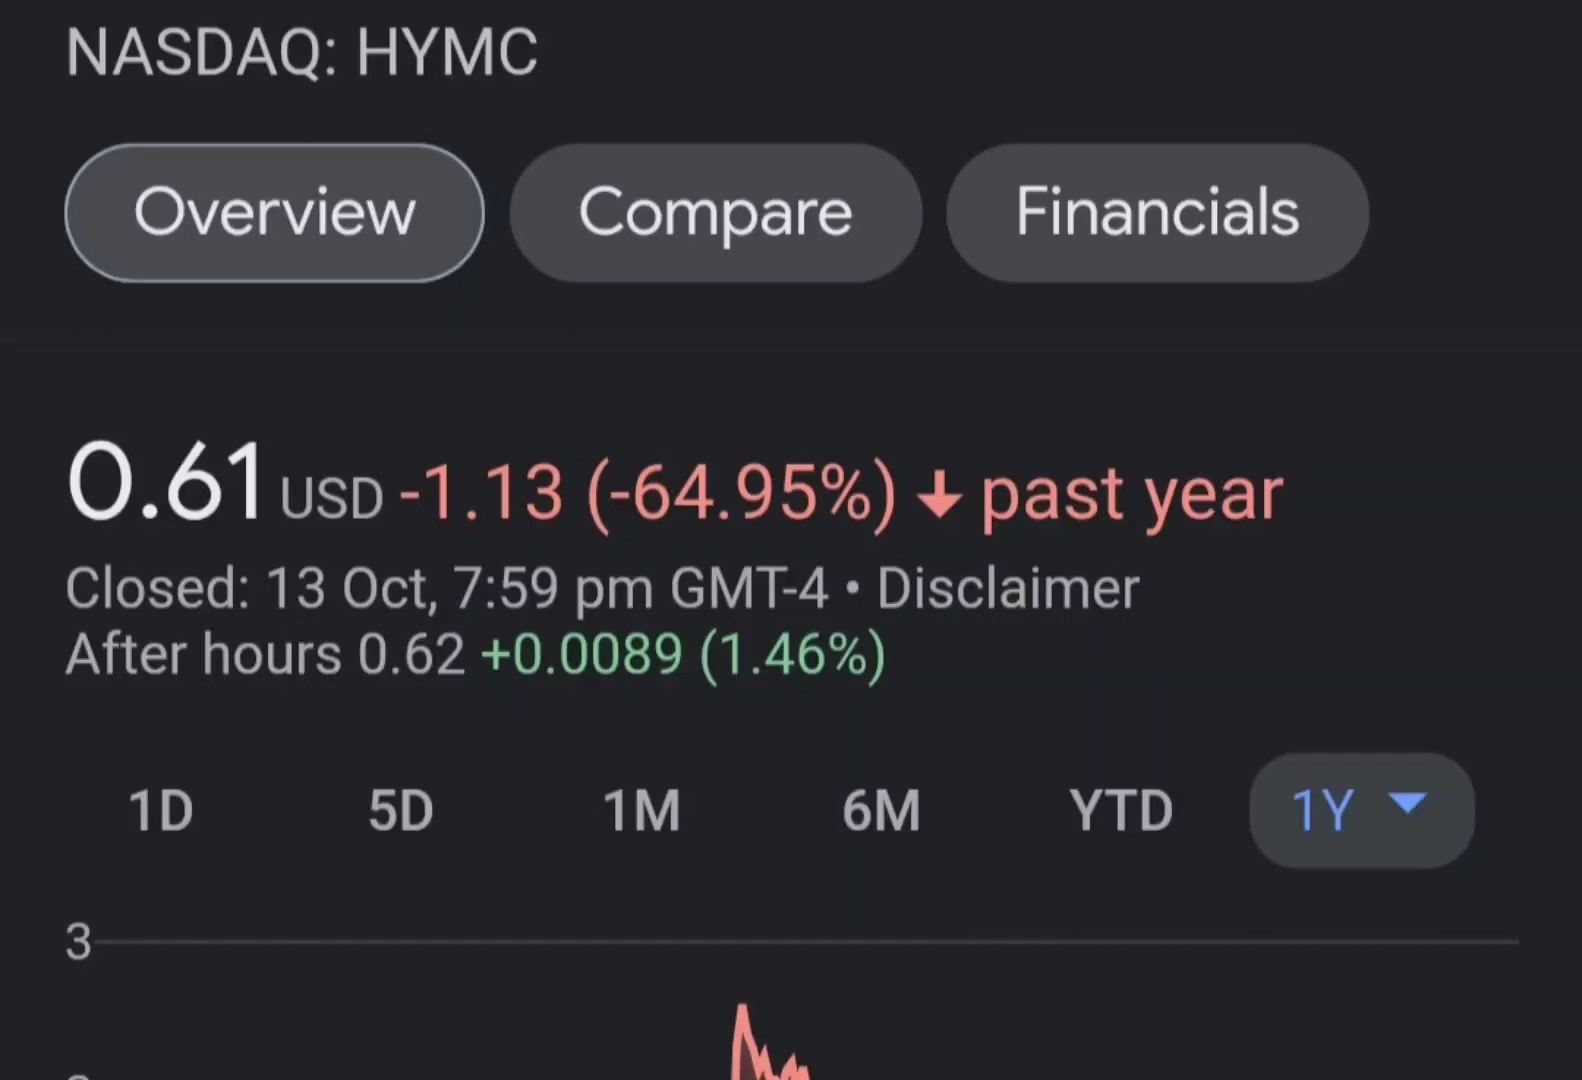 NASDAQ: HYMC
Overview Compare Financials
0.61 USD -1.13 (-64.95%) ↓ past year
Closed: 13 Oct, 7:59 pm GMT-4 • Disclaimer
After hours 0.62 +0.0089 (1.46%)
1D 5D 1M 6M YTD 1Y
3